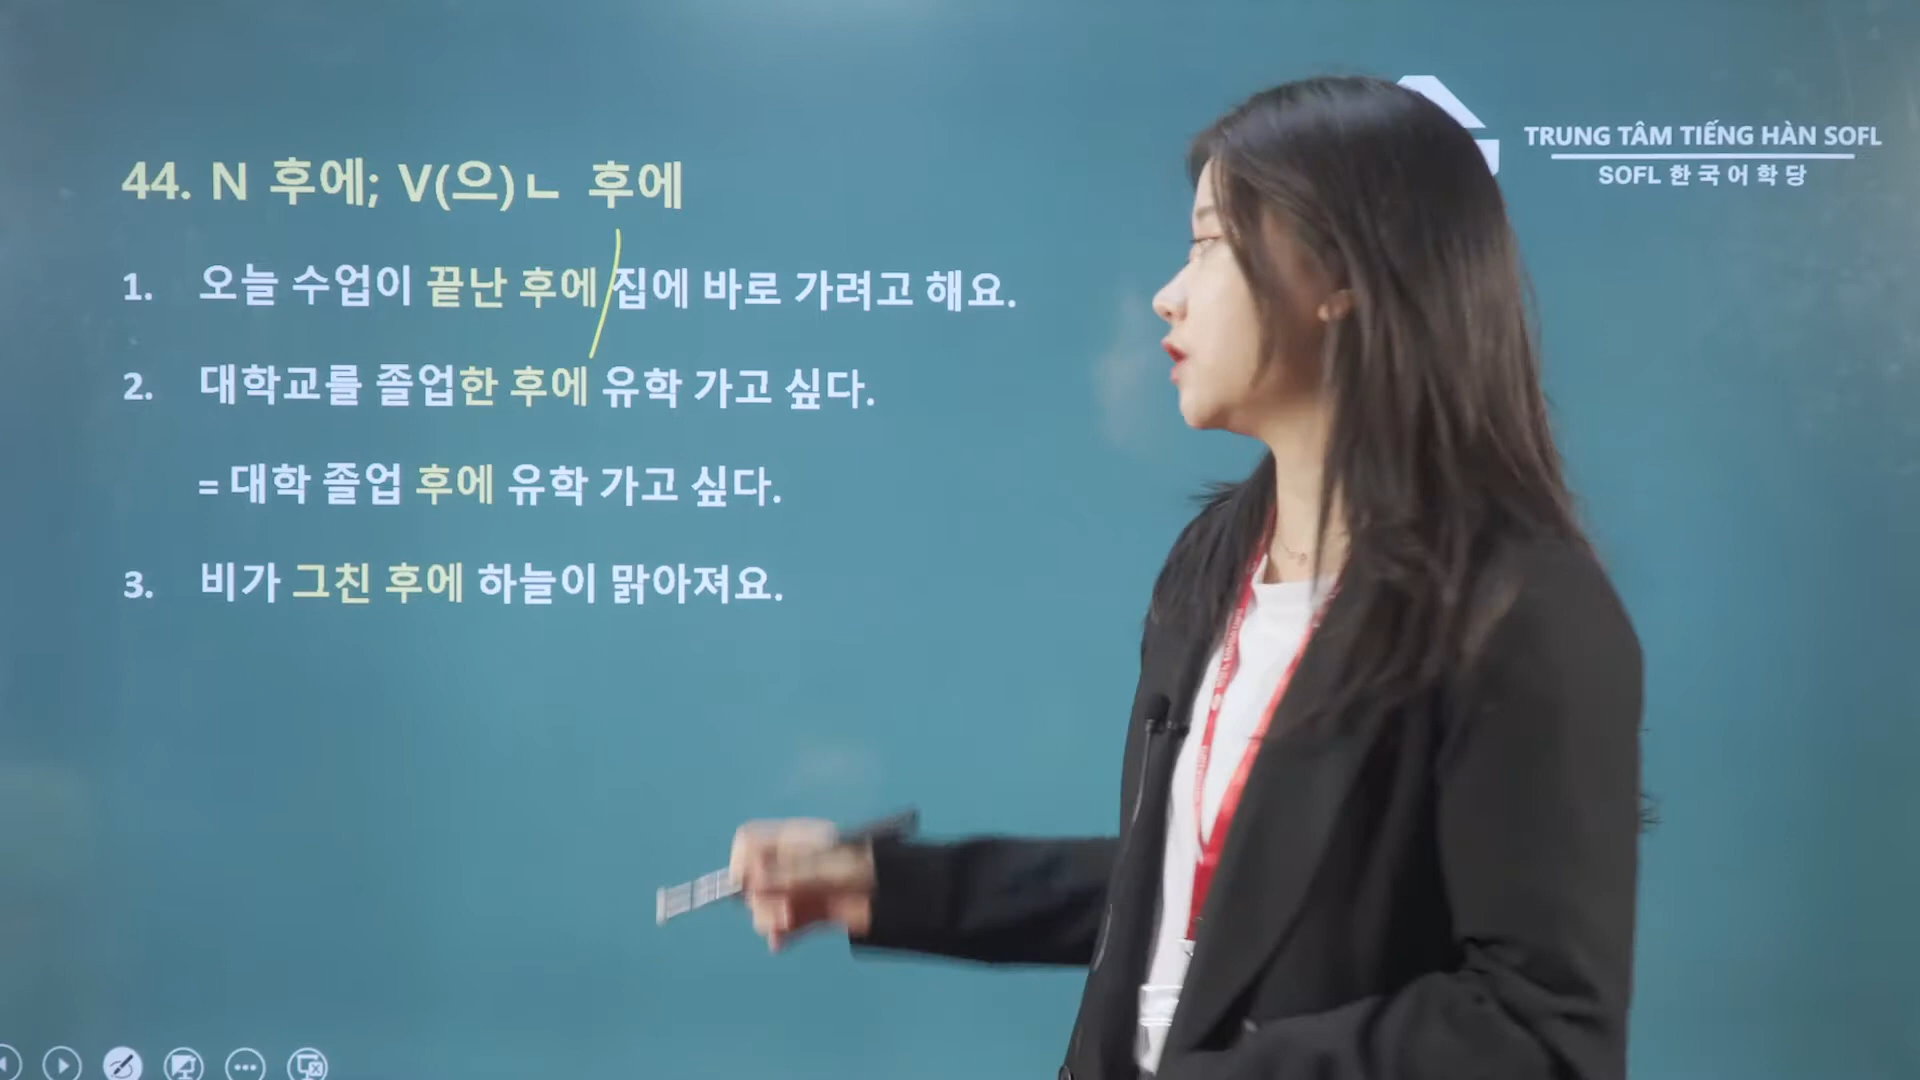 TRUNG TÂM TIẾNG HÀN SOFL
SOFL 한국어학당
44. N 후에; V(으)ㄴ 후에
1. 오늘 수업이 끝난 후에 집에 바로 가려고 해요.
2. 대학교를 졸업한 후에 유학 가고 싶다.
= 대학 졸업 후에 유학 가고 싶다.
3. 비가 그친 후에 하늘이 맑아져요.